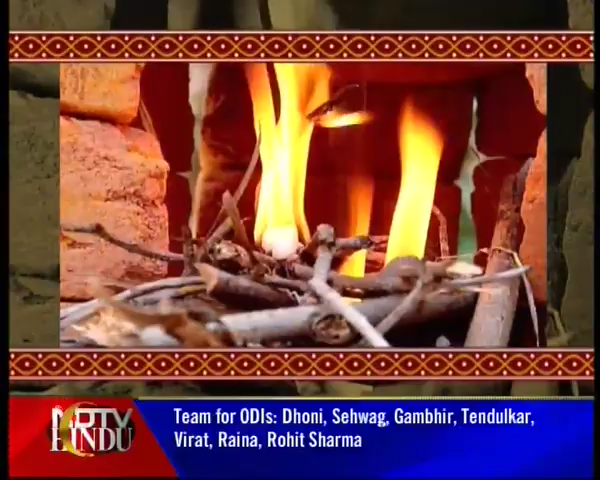 NDTV
HINDU
Team for ODIs: Dhoni, Sehwag, Gambhir, Tendulkar,
Virat, Raina, Rohit Sharma